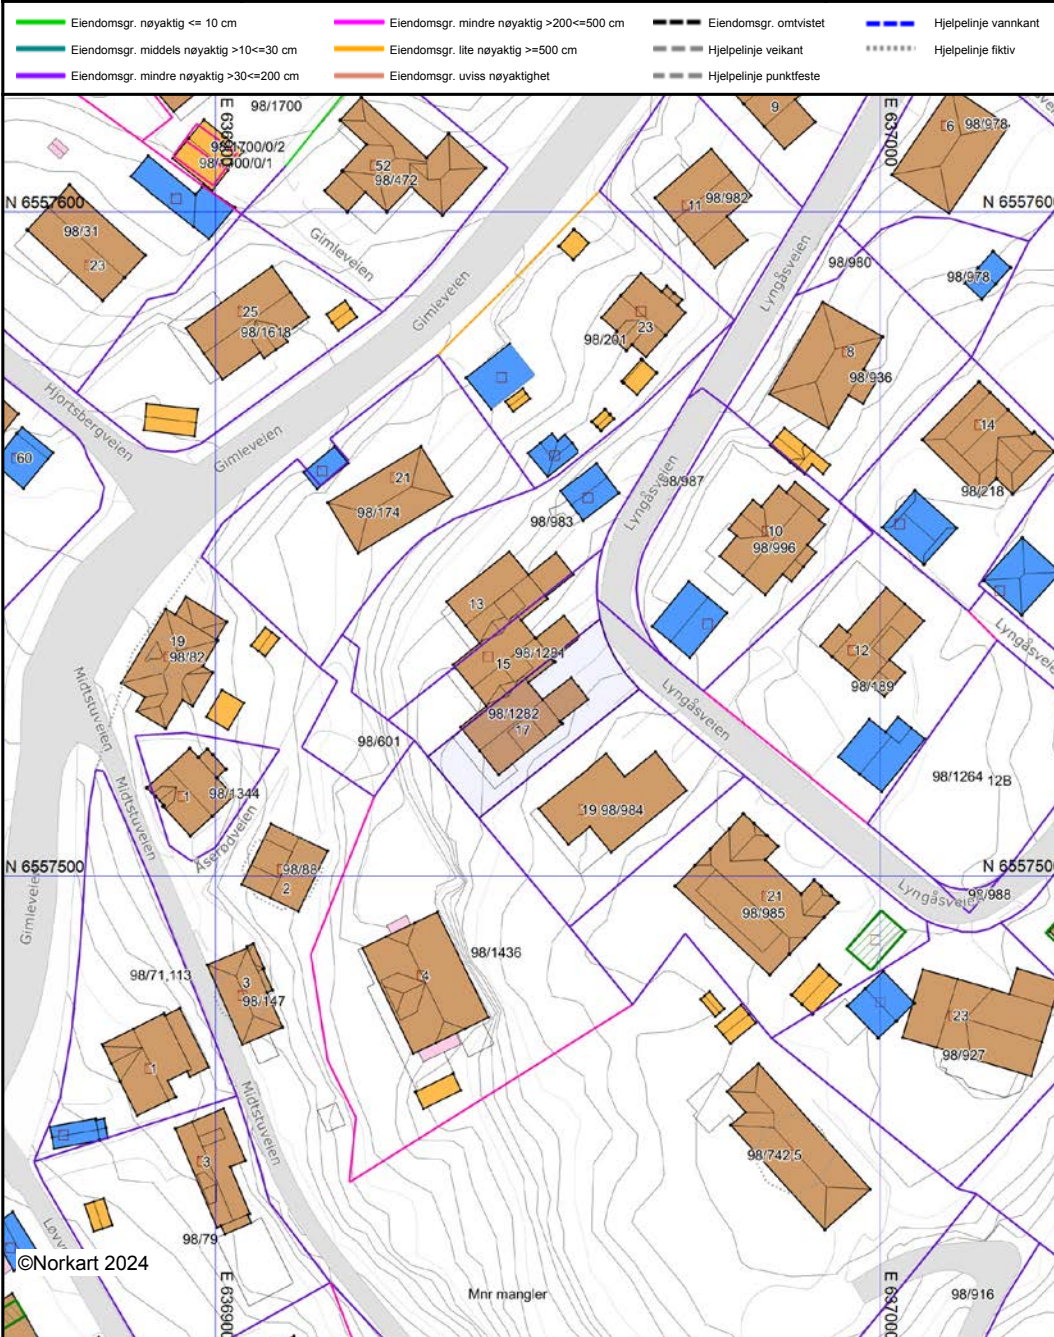 Eiendomsgr. nøyaktig <= 10 cm
Eiendomsgr. mindre nøyaktig >200<=500 cm
Eiendomsgr. omtvistet
Hjelpelinje vannkant
Eiendomsgr. middels nøyaktig >10<=30 cm
Eiendomsgr. lite nøyaktig >=500 cm
Hjelpelinje veikant
Hjelpelinje fiktiv
Eiendomsgr. mindre nøyaktig >30<=200 cm
Eiendomsgr. uviss nøyaktighet
Hjelpelinje punktfeste
98/1700
9
6
98/978
E 637000
52
98/472
11
98/982
N 6557600
98/31
23
Gimleveien
Gimleveien
Lyngåsveien
98/980
98/978
25
98/1618
23
98/201
8
98/936
Hjortsbergveien
Gimleveien
14
60
21
98/174
98/983
98/987
Lyngåsveien
10
98/996
98/218
13
15
98/1281
98/1282
17
19
98/82
12
98/189
Lyngåsveien
Midtstuveien
98/601
98/1264
12B
1
98/1344
Midtstuveien
Åserødveien
19 98/984
N 6557500
98/88
2
21
98/985
Lyngåsveien
98/988
Gimleveien
98/71,113
3
98/147
4
98/1436
23
98/927
1
Midtstuveien
3
98/742,5
98/79
©Norkart 2024
Mnr mangler
98/916
E 636900
E 637000